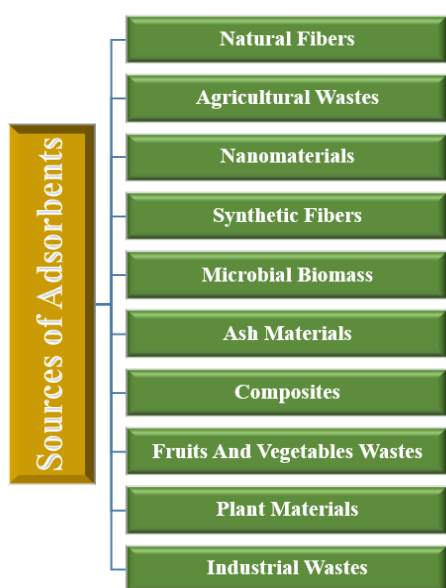 Sources of Adsorbents
Natural Fibers
Agricultural Wastes
Nanomaterials
Synthetic Fibers
Microbial Biomass
Ash Materials
Composites
Fruits And Vegetables Wastes
Plant Materials
Industrial Wastes